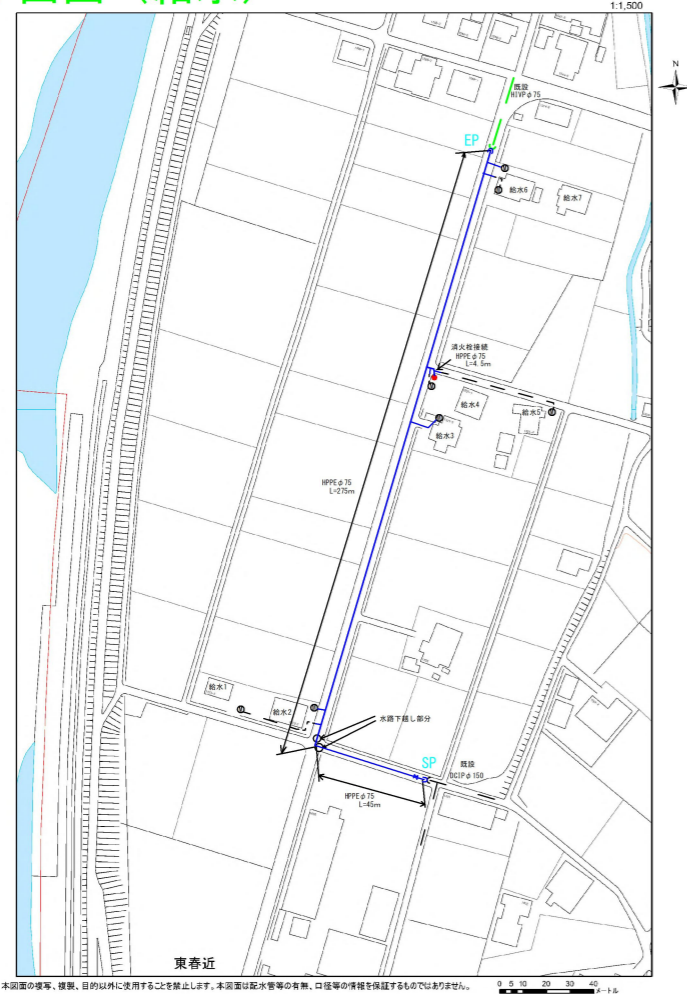 1:1,500
N
既設
HIVPφ75
EP
給水6
給水7
消火栓接続
HPPEφ75
L=4.5m
給水4
給水5
給水3
HPPEφ75
L=275m
給水1
給水2
水路下越し部分
SP
既設
DCIPφ150
HPPEφ75
L=45m
東春近
本図面の複写、複製、目的以外に使用することを禁止します。本図面は配水管等の有無、口径等の情報を保証するものではありません。
0 5 10 20 30 40
メートル